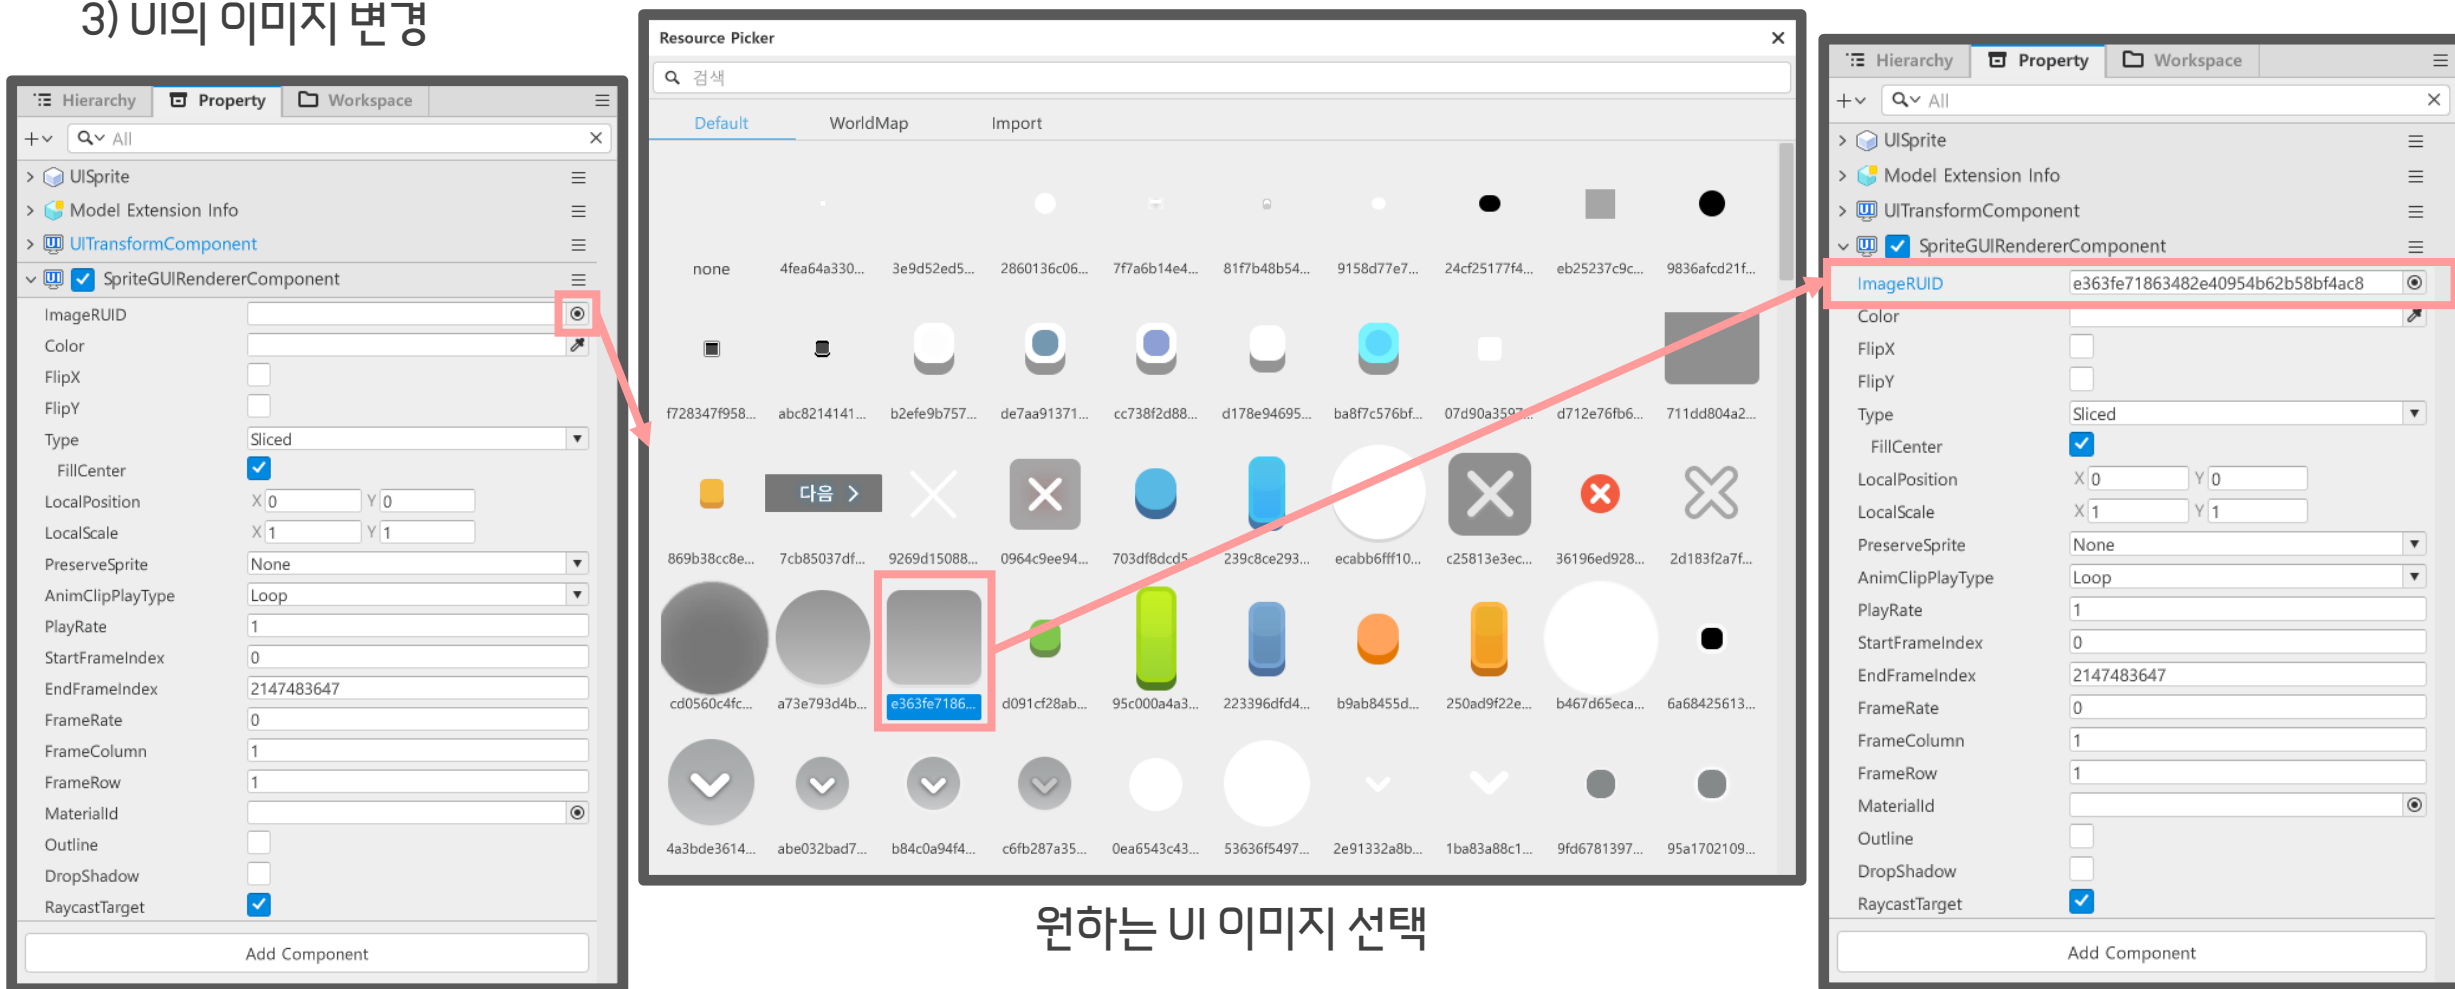 3) UI의 이미지 변경
Hierarchy Property Workspace
All
UISprite
Model Extension Info
UITransformComponent
SpriteGUIRendererComponent
ImageRUID
Color
FlipX
FlipY
Type Sliced
FillCenter
LocalPosition X 0 Y 0
LocalScale X 1 Y 1
PreserveSprite None
AnimClipPlayType Loop
PlayRate 1
StartFrameIndex 0
EndFrameIndex 2147483647
FrameRate 0
FrameColumn 1
FrameRow 1
MaterialId
Outline
DropShadow
RaycastTarget
Add Component
Resource Picker
검색
Default WorldMap Import
none 4fea64a330... 3e9d52ed5... 2860136c06... 7f7a6b14e4... 81f7b48b54... 9158d77e7... 24cf25177f4... eb25237c9c... 9836afcd21f...
f728347f958... abc8214141... b2efe9b757... de7aa91371... cc738f2d88... d178e94695... ba8f7c576bf... 07d90a3597... d712e76fb6... 711dd804a2...
다음 >
869b38cc8e... 7cb85037df... 9269d15088... 0964c9ee94... 703df8dcd5... 239c8ce293... ecabb6fff10... c25813e3ec... 36196ed928... 2d183f2a7f...
cd0560c4fc... a73e793d4b... e363fe7186... d091cf28ab... 95c000a4a3... 223396dfd4... b9ab8455d... 250ad9f22e... b467d65eca... 6a68425613...
4a3bde3614... abe032bad7... b84c0a94f4... c6fb287a35... 0ea6543c43... 53636f5497... 2e91332a8b... 1ba83a88c1... 9fd6781397... 95a1702109...
원하는 UI 이미지 선택
Hierarchy Property Workspace
All
UISprite
Model Extension Info
UITransformComponent
SpriteGUIRendererComponent
ImageRUID e363fe71863482e40954b62b58bf4ac8
Color
FlipX
FlipY
Type Sliced
FillCenter
LocalPosition X 0 Y 0
LocalScale X 1 Y 1
PreserveSprite None
AnimClipPlayType Loop
PlayRate 1
StartFrameIndex 0
EndFrameIndex 2147483647
FrameRate 0
FrameColumn 1
FrameRow 1
MaterialId
Outline
DropShadow
RaycastTarget
Add Component